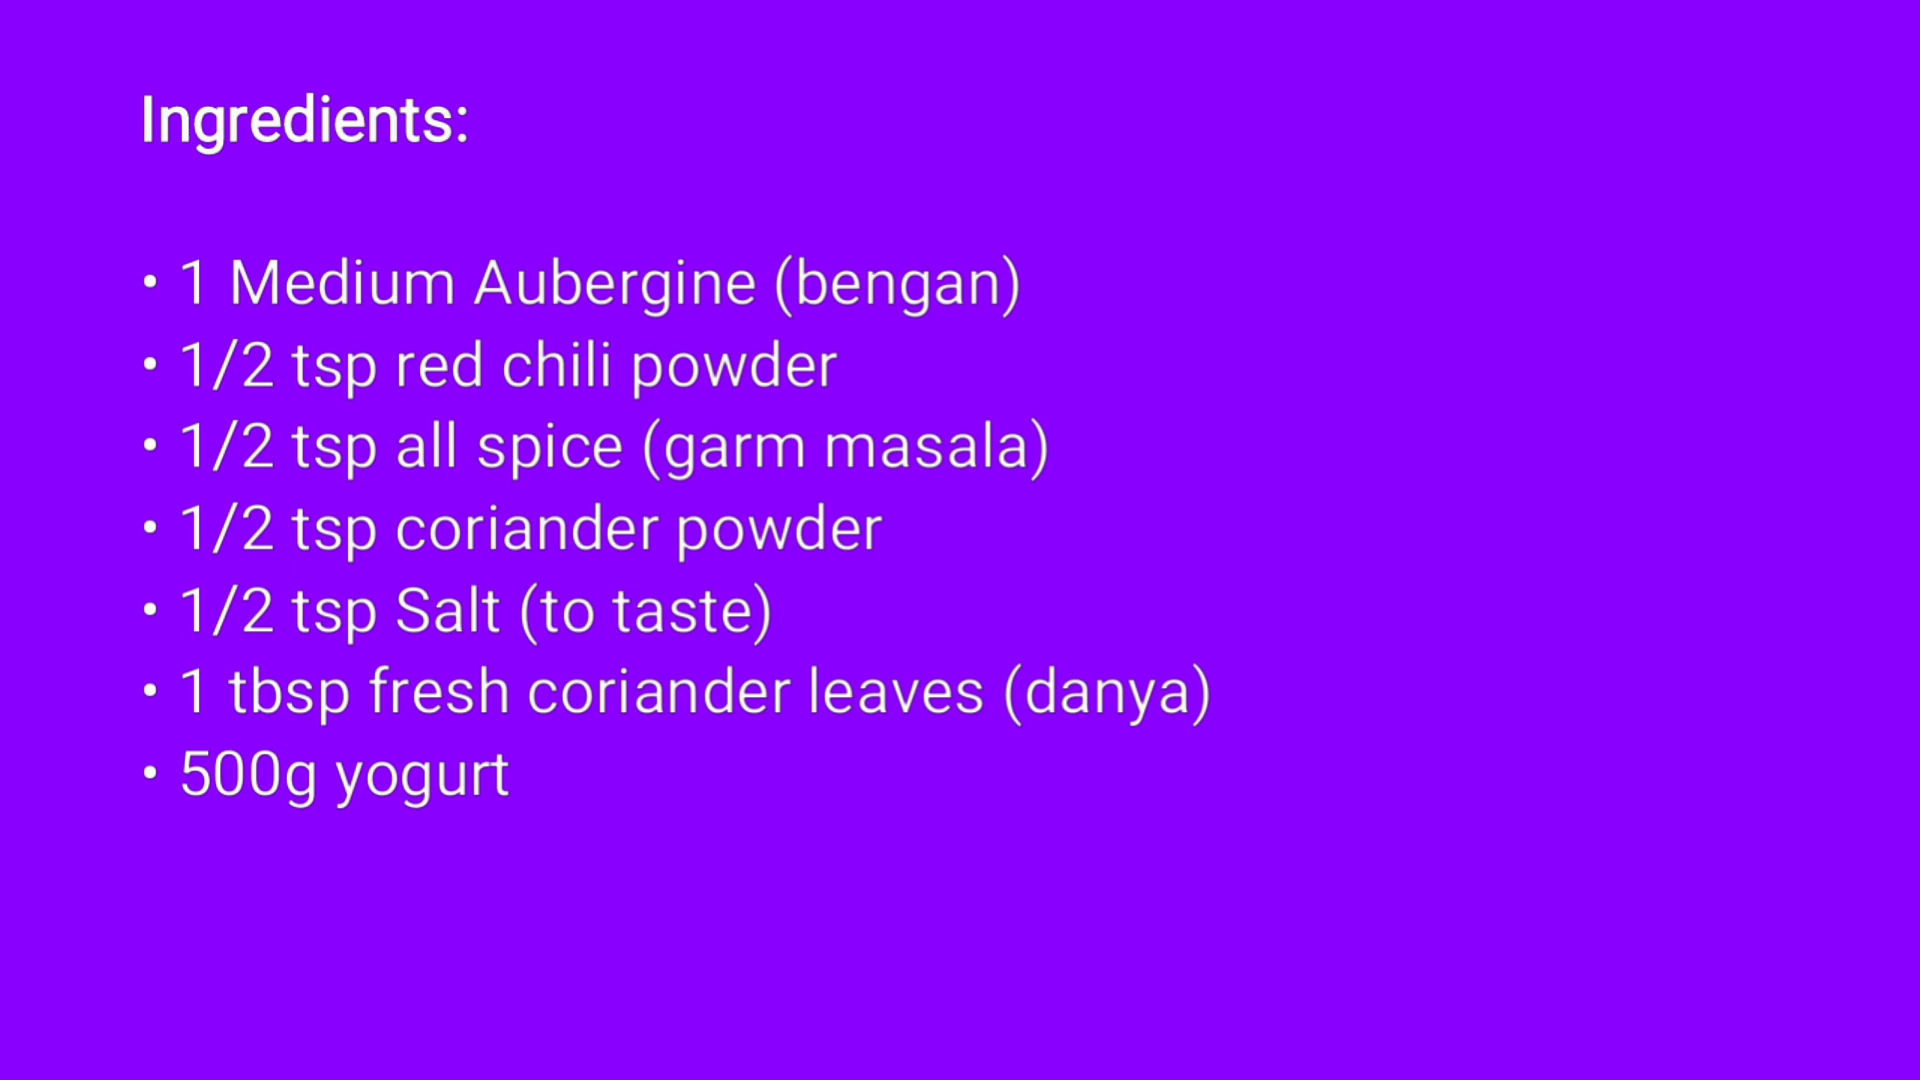 Ingredients:
• 1 Medium Aubergine (bengan)
• 1/2 tsp red chili powder
• 1/2 tsp all spice (garm masala)
• 1/2 tsp coriander powder
• 1/2 tsp Salt (to taste)
• 1 tbsp fresh coriander leaves (danya)
• 500g yogurt